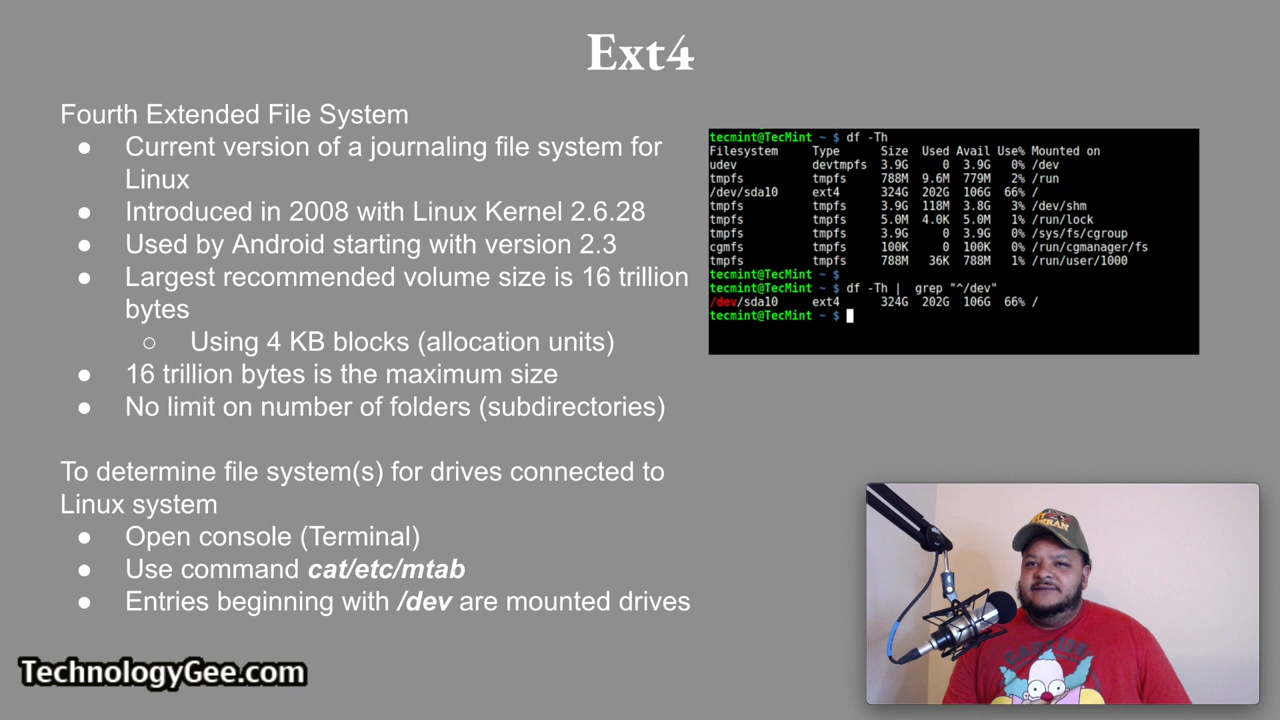 Ext4
Fourth Extended File System
● Current version of a journaling file system for
Linux
● Introduced in 2008 with Linux Kernel 2.6.28
● Used by Android starting with version 2.3
● Largest recommended volume size is 16 trillion
bytes
○ Using 4 KB blocks (allocation units)
● 16 trillion bytes is the maximum size
● No limit on number of folders (subdirectories)
To determine file system(s) for drives connected to
Linux system
● Open console (Terminal)
● Use command cat/etc/mtab
● Entries beginning with /dev are mounted drives
tecmint@TecMint ~ $ df -Th
Filesystem Type Size Used Avail Use% Mounted on
udev devtmpfs 3.9G 0 3.9G 0% /dev
tmpfs tmpfs 788M 9.6M 779M 2% /run
/dev/sda10 ext4 324G 202G 106G 66% /
tmpfs tmpfs 3.9G 118M 3.8G 3% /dev/shm
tmpfs tmpfs 5.0M 4.0K 5.0M 1% /run/lock
tmpfs tmpfs 3.9G 0 3.9G 0% /sys/fs/cgroup
cgmfs tmpfs 100K 0 100K 0% /run/cgmanager/fs
tmpfs tmpfs 788M 36K 788M 1% /run/user/1000
tecmint@TecMint ~ $
tecmint@TecMint ~ $ df -Th | grep "^/dev"
/dev/sda10 ext4 324G 202G 106G 66% /
tecmint@TecMint ~ $
CAUTION
TechnologyGee.com